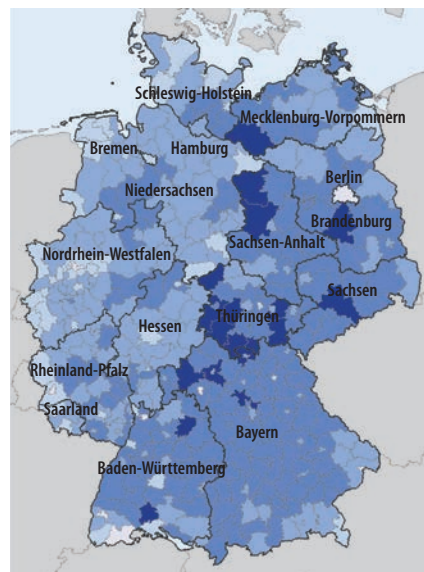 Schleswig-Holstein
Mecklenburg-Vorpommern
Bremen
Hamburg
Berlin
Niedersachsen
Brandenburg
Sachsen-Anhalt
Nordrhein-Westfalen
Sachsen
Thüringen
Hessen
Rheinland-Pfalz
Saarland
Bayern
Baden-Württemberg